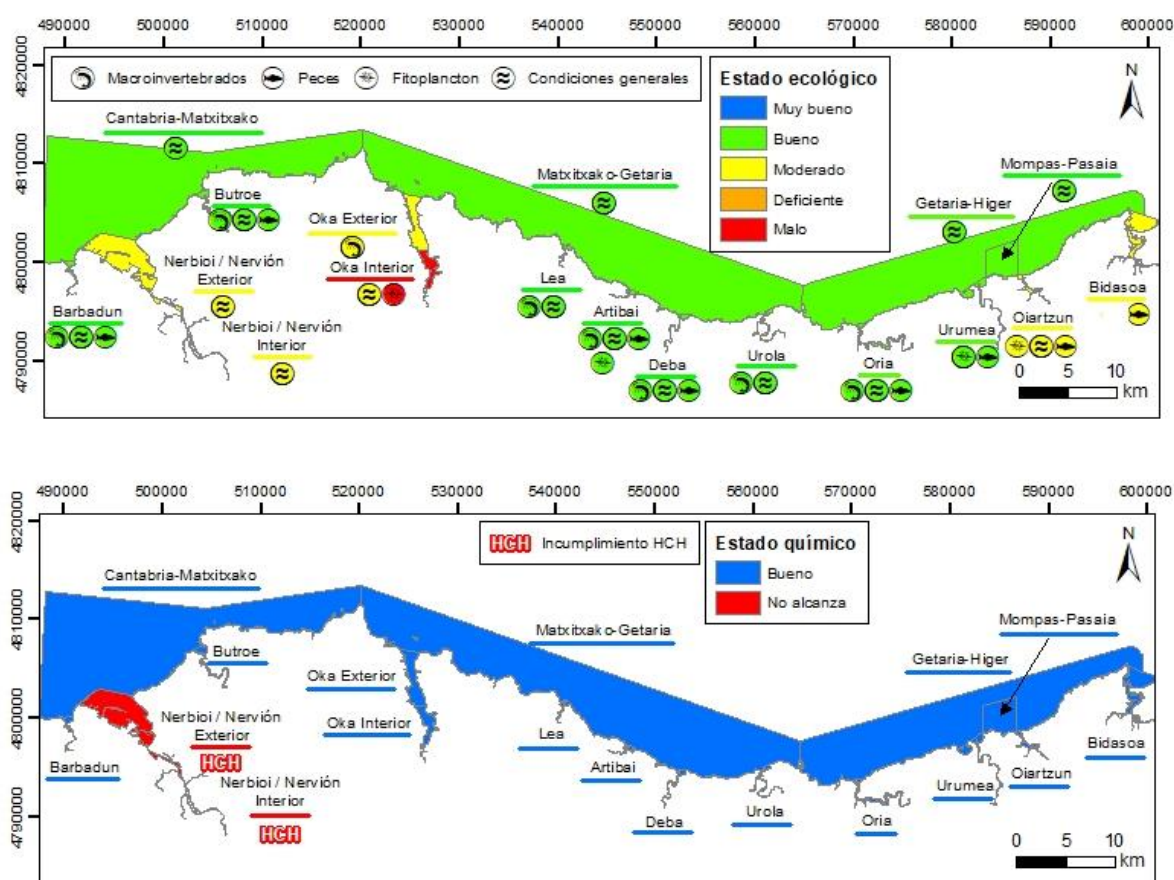 490000 500000 510000 520000 530000 540000 550000 560000 570000 580000 590000 600000
4820000
4810000
4800000
4790000
Macroinvertebrados Peces Fitoplancton Condiciones generales
Estado ecológico
Muy bueno
Bueno
Moderado
Deficiente
Malo
N
Cantabria-Matxitxako
Matxitxako-Getaria
Mompas-Pasaia
Getaria-Higer
Butroe
Oka Exterior
Oka Interior
Nerbioi / Nervión
Exterior
Nerbioi / Nervión
Interior
Barbadun
Lea
Artibai
Deba
Urola
Oria
Urumea
Oiartzun
Bidasoa
0 5 10
km
490000 500000 510000 520000 530000 540000 550000 560000 570000 580000 590000 600000
4820000
4810000
4800000
4790000
HCH Incumplimiento HCH
Estado químico
Bueno
No alcanza
N
Cantabria-Matxitxako
Matxitxako-Getaria
Mompas-Pasaia
Getaria-Higer
Butroe
Oka Exterior
Oka Interior
Nerbioi / Nervión
Exterior
HCH
Nerbioi / Nervión
Interior
HCH
Barbadun
Lea
Artibai
Deba
Urola
Oria
Urumea
Oiartzun
Bidasoa
0 5 10
km